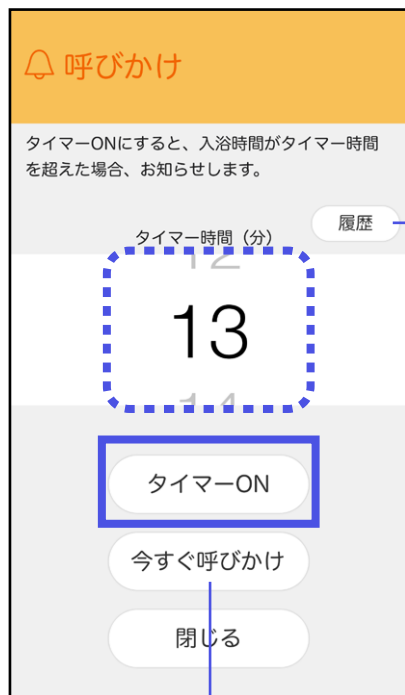 呼びかけ
タイマーONにすると、入浴時間がタイマー時間
を超えた場合、お知らせします。
履歴
タイマー時間（分）
12
13
14
タイマーON
今すぐ呼びかけ
閉じる